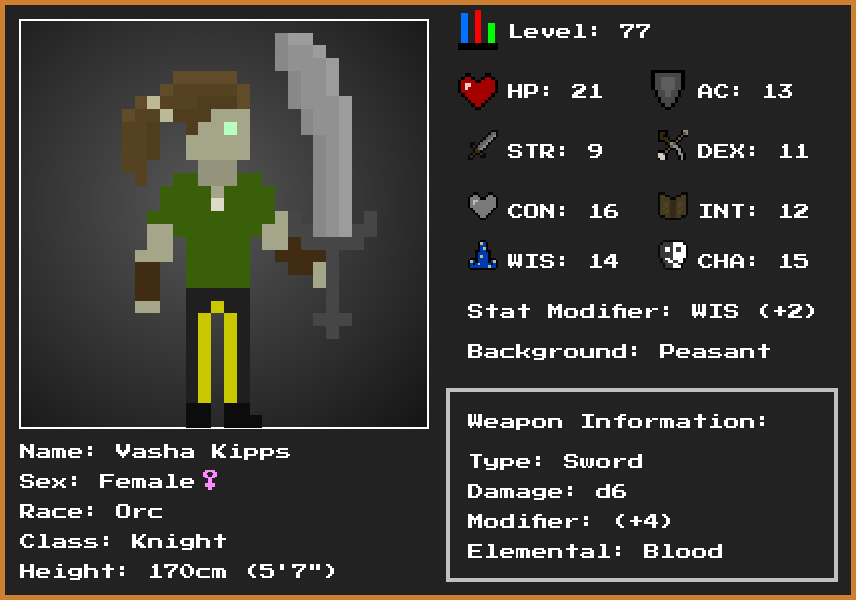 Level: 77
HP: 21
AC: 13
STR: 9
DEX: 11
CON: 16
INT: 12
WIS: 14
CHA: 15
Stat Modifier: WIS (+2)
Background: Peasant
Weapon Information:
Type: Sword
Damage: d6
Modifier: (+4)
Elemental: Blood
Name: Vasha Kipps
Sex: Female♀
Race: Orc
Class: Knight
Height: 170cm (5'7")